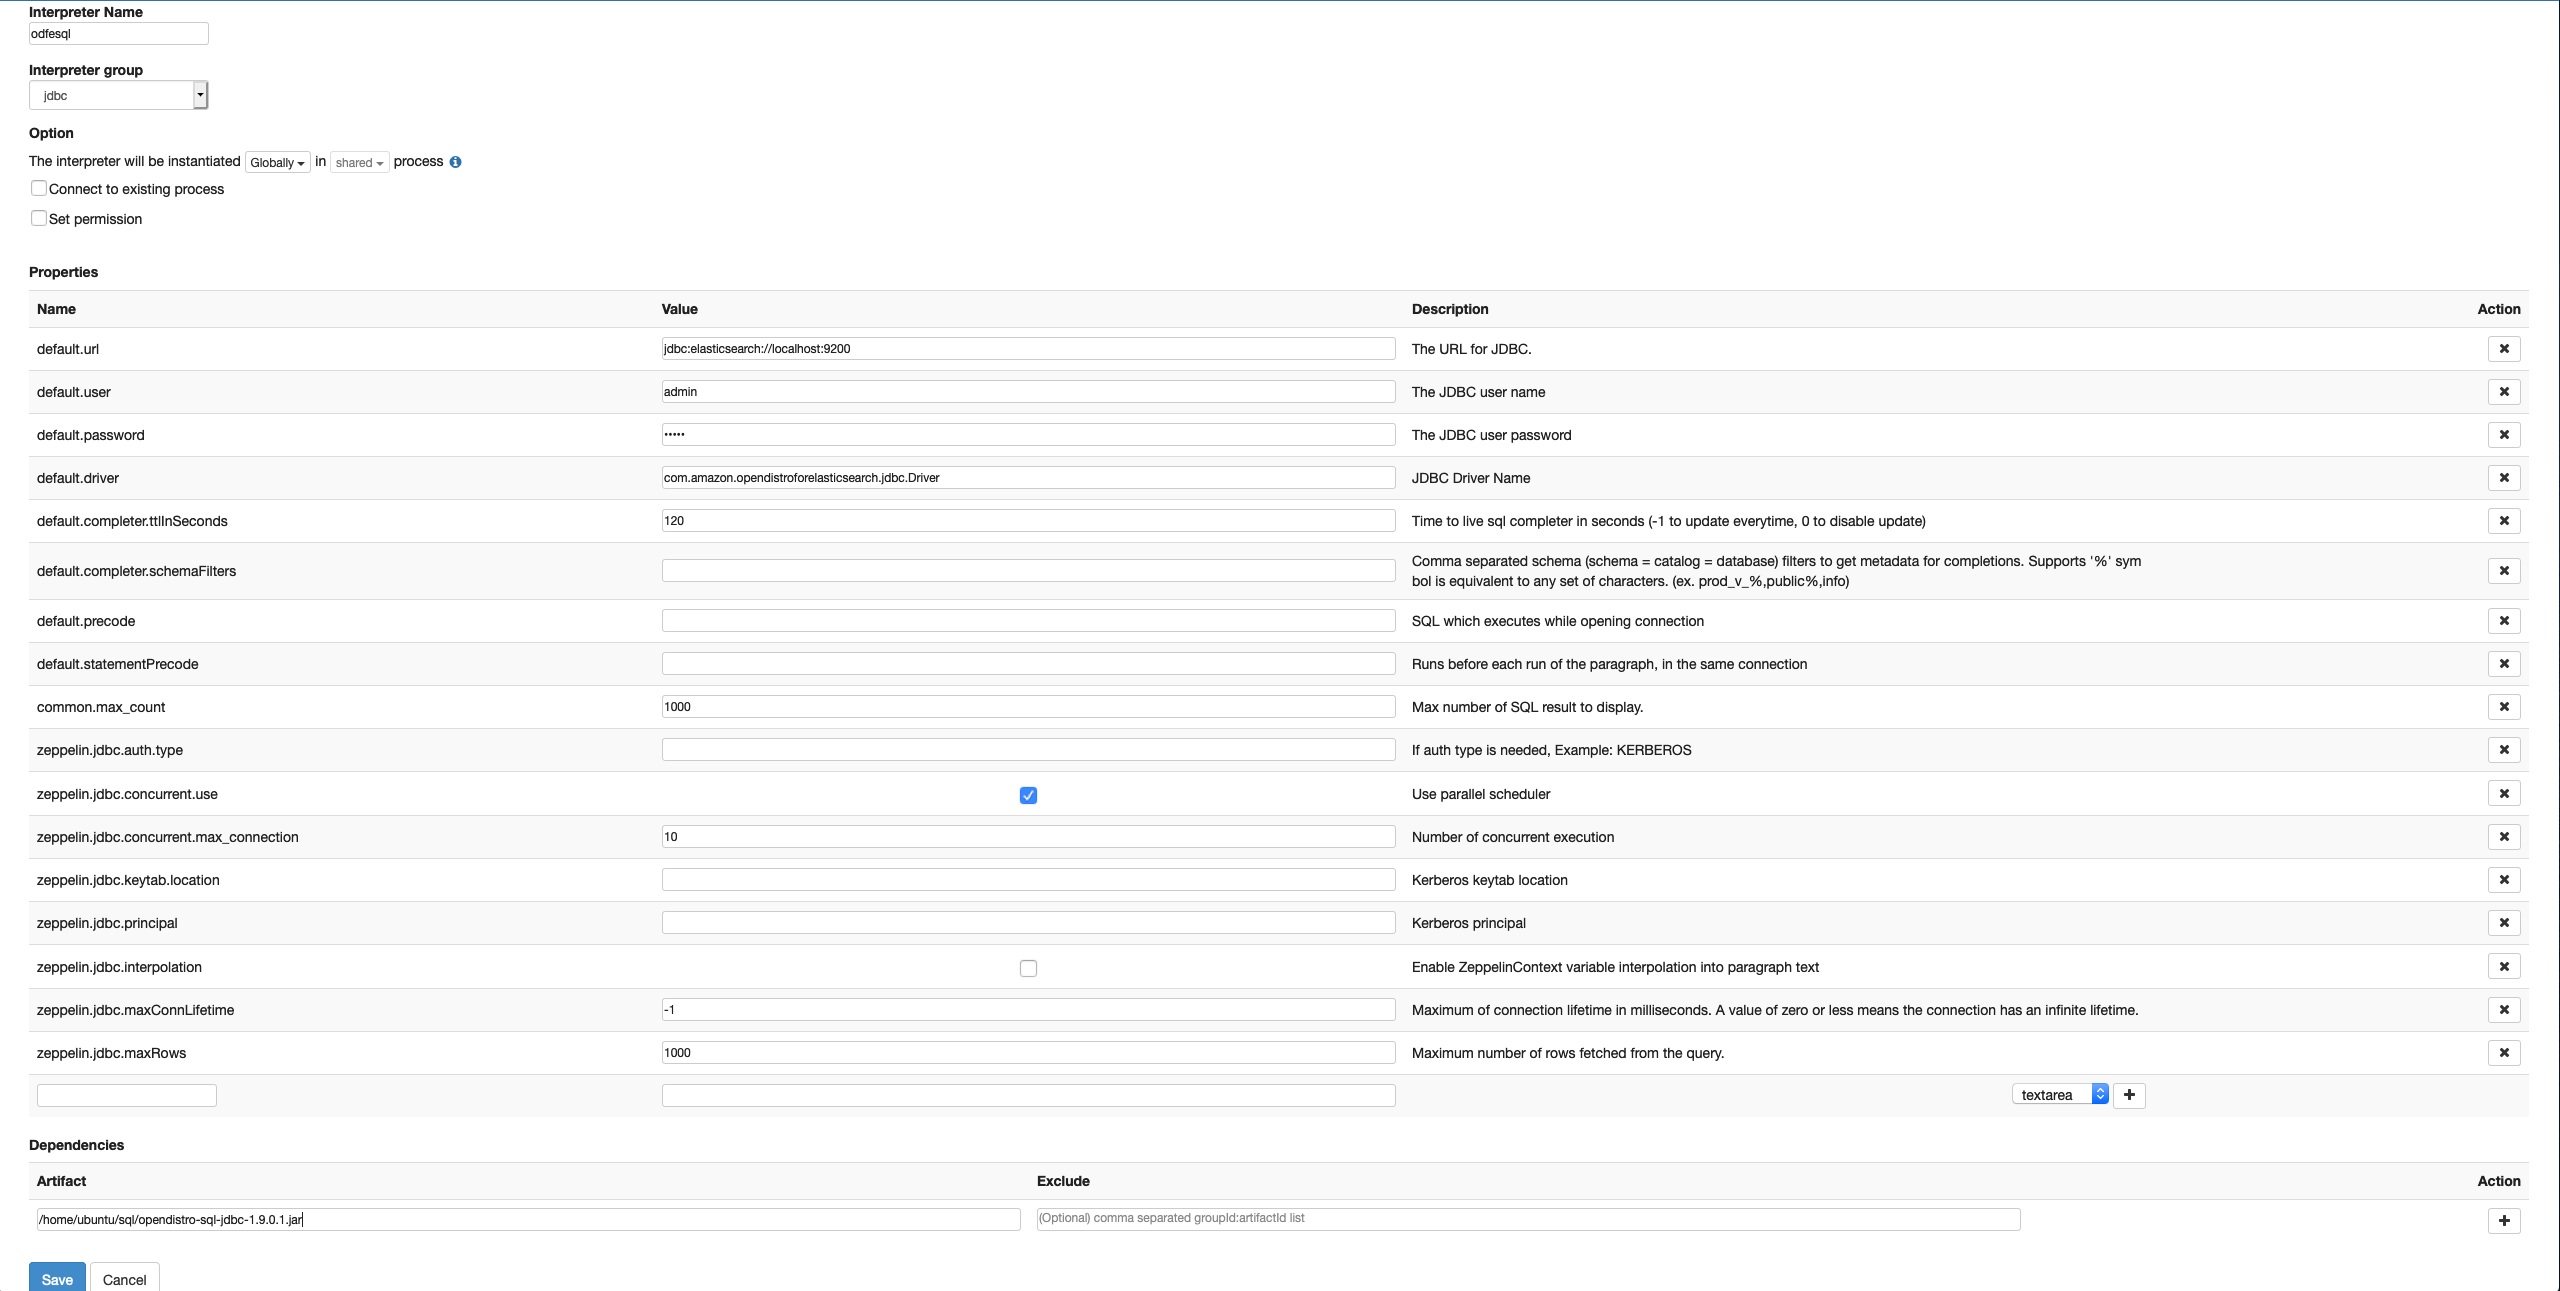 Interpreter Name
odfesql
Interpreter group
jdbc
Option
The interpreter will be instantiated Globally in shared process
Connect to existing process
Set permission
Properties
Name Value Description Action
default.url jdbc:elasticsearch://localhost:9200 The URL for JDBC.
default.user admin The JDBC user name
default.password ••••• The JDBC user password
default.driver com.amazon.opendistroforelasticsearch.jdbc.Driver JDBC Driver Name
default.completer.ttlInSeconds 120 Time to live sql completer in seconds (-1 to update everytime, 0 to disable update)
default.completer.schemaFilters Comma separated schema (schema = catalog = database) filters to get metadata for completions. Supports '%' sym
bol is equivalent to any set of characters. (ex. prod_v_%,public%,info)
default.precode SQL which executes while opening connection
default.statementPrecode Runs before each run of the paragraph, in the same connection
common.max_count 1000 Max number of SQL result to display.
zeppelin.jdbc.auth.type If auth type is needed, Example: KERBEROS
zeppelin.jdbc.concurrent.use Use parallel scheduler
zeppelin.jdbc.concurrent.max_connection 10 Number of concurrent execution
zeppelin.jdbc.keytab.location Kerberos keytab location
zeppelin.jdbc.principal Kerberos principal
zeppelin.jdbc.interpolation Enable ZeppelinContext variable interpolation into paragraph text
zeppelin.jdbc.maxConnLifetime -1 Maximum of connection lifetime in milliseconds. A value of zero or less means the connection has an infinite lifetime.
zeppelin.jdbc.maxRows 1000 Maximum number of rows fetched from the query.
textarea
Dependencies
Artifact Exclude Action
/home/ubuntu/sql/opendistro-sql-jdbc-1.9.0.1.jar (Optional) comma separated groupId:artifactId list
Save Cancel